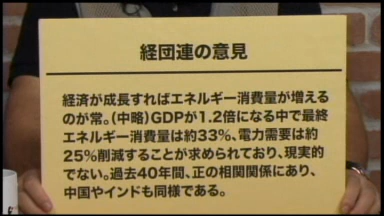 経団連の意見
経済が成長すればエネルギー消費量が増える
のが常。(中略)GDPが1.2倍になる中で最終
エネルギー消費量は約33%、電力需要は約
25%削減することが求められており、現実的
でない。過去40年間、正の相関関係にあり、
中国やインドも同様である。